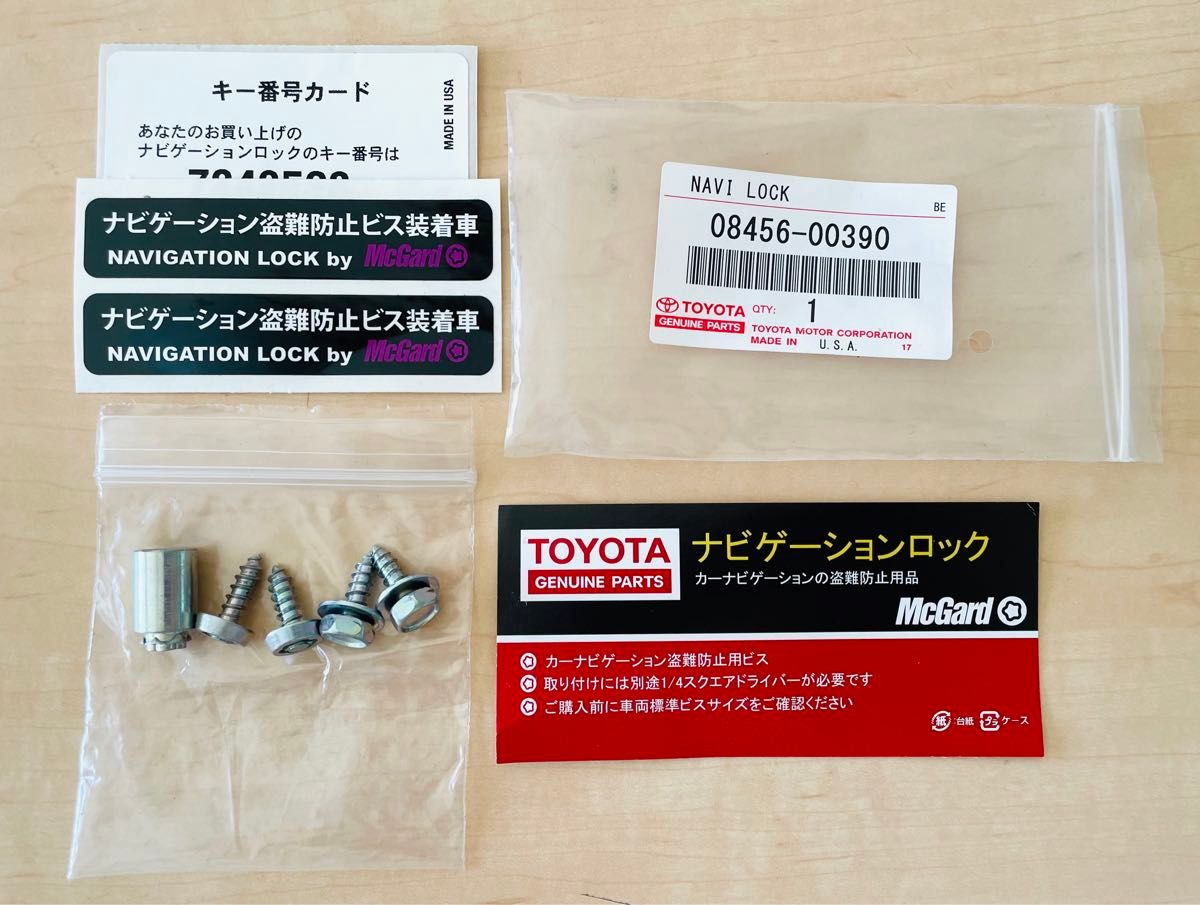 キー番号カード
あなたのお買い上げの
ナビゲーションロックのキー番号は
MADE IN USA
ナビゲーション盗難防止ビス装着車
NAVIGATION LOCK by McGard
ナビゲーション盗難防止ビス装着車
NAVIGATION LOCK by McGard
NAVI LOCK
BE
08456-00390
TOYOTA
GENUINE PARTS
QTY: 1
TOYOTA MOTOR CORPORATION
MADE IN U.S.A. 17
TOYOTA
GENUINE PARTS
ナビゲーションロック
カーナビゲーションの盗難防止用品
McGard
カーナビゲーション盗難防止用ビス
取り付けには別途1/4スクエアドライバーが必要です
ご購入前に車両標準ビスサイズをご確認ください
紙:台紙 プラ ケース